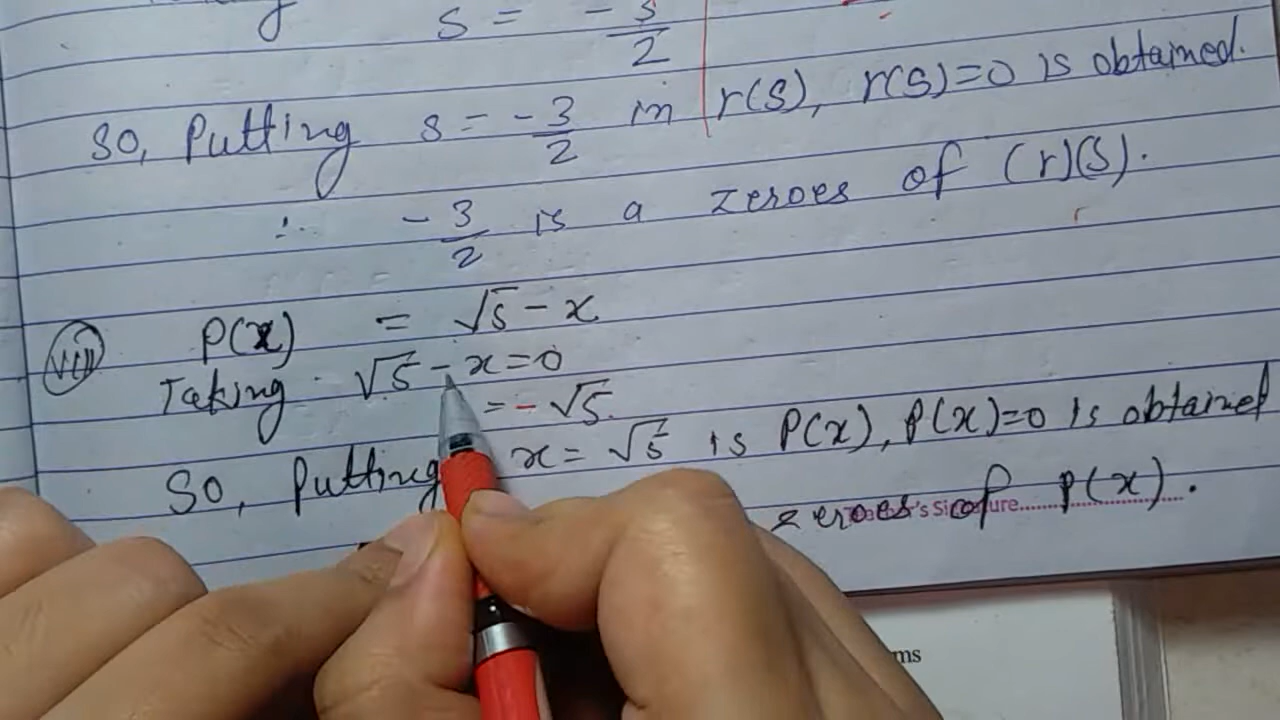 s = - 3/2
So, Putting s = - 3/2 in r(s), r(s)=0 is obtained.
∴ - 3/2 is a zeroes of (r)(s).
(viii) P(x) = √5 - x
Taking √5 - x = 0
= - √5
So, Putting x = √5 is P(x), P(x)=0 is obtained
zeroes of P(x).
ms